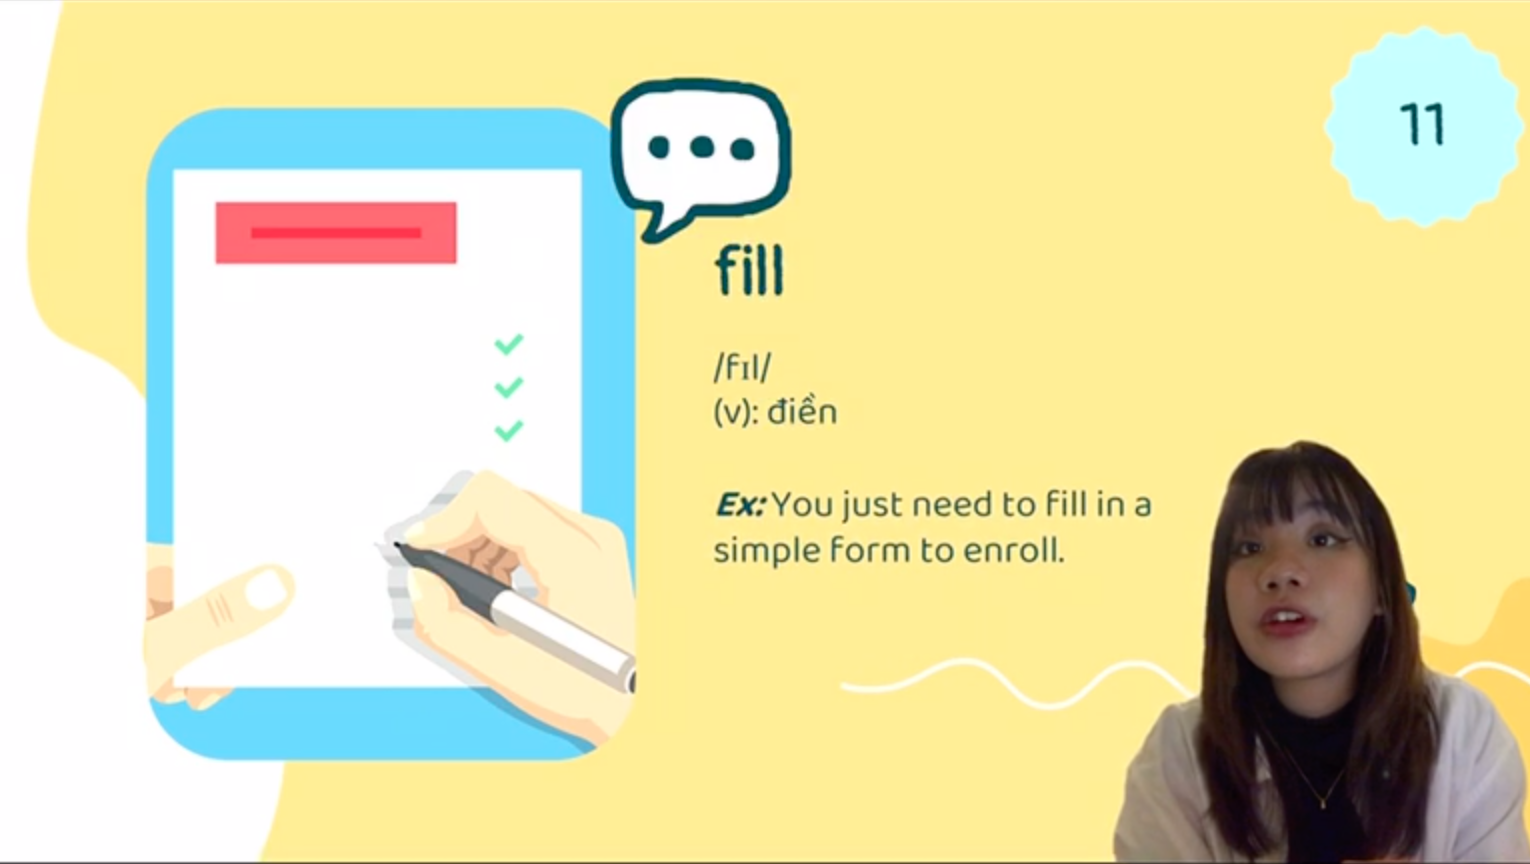 11
fill
/fɪl/
(v): điền
Ex: You just need to fill in a
simple form to enroll.